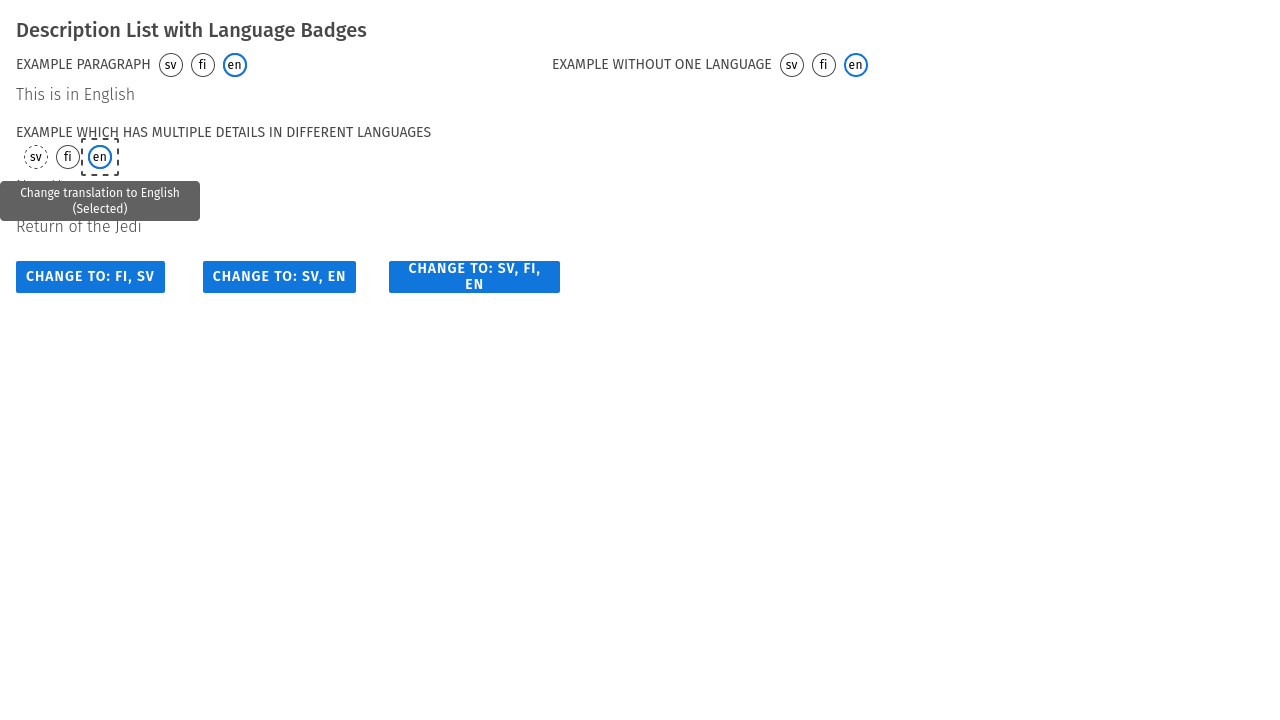 Description List with Language Badges
EXAMPLE PARAGRAPH sv fi en
EXAMPLE WITHOUT ONE LANGUAGE sv fi en
This is in English
EXAMPLE WHICH HAS MULTIPLE DETAILS IN DIFFERENT LANGUAGES
sv fi en
Change translation to English
(Selected)
Return of the Jedi
CHANGE TO: FI, SV
CHANGE TO: SV, EN
CHANGE TO: SV, FI,
EN